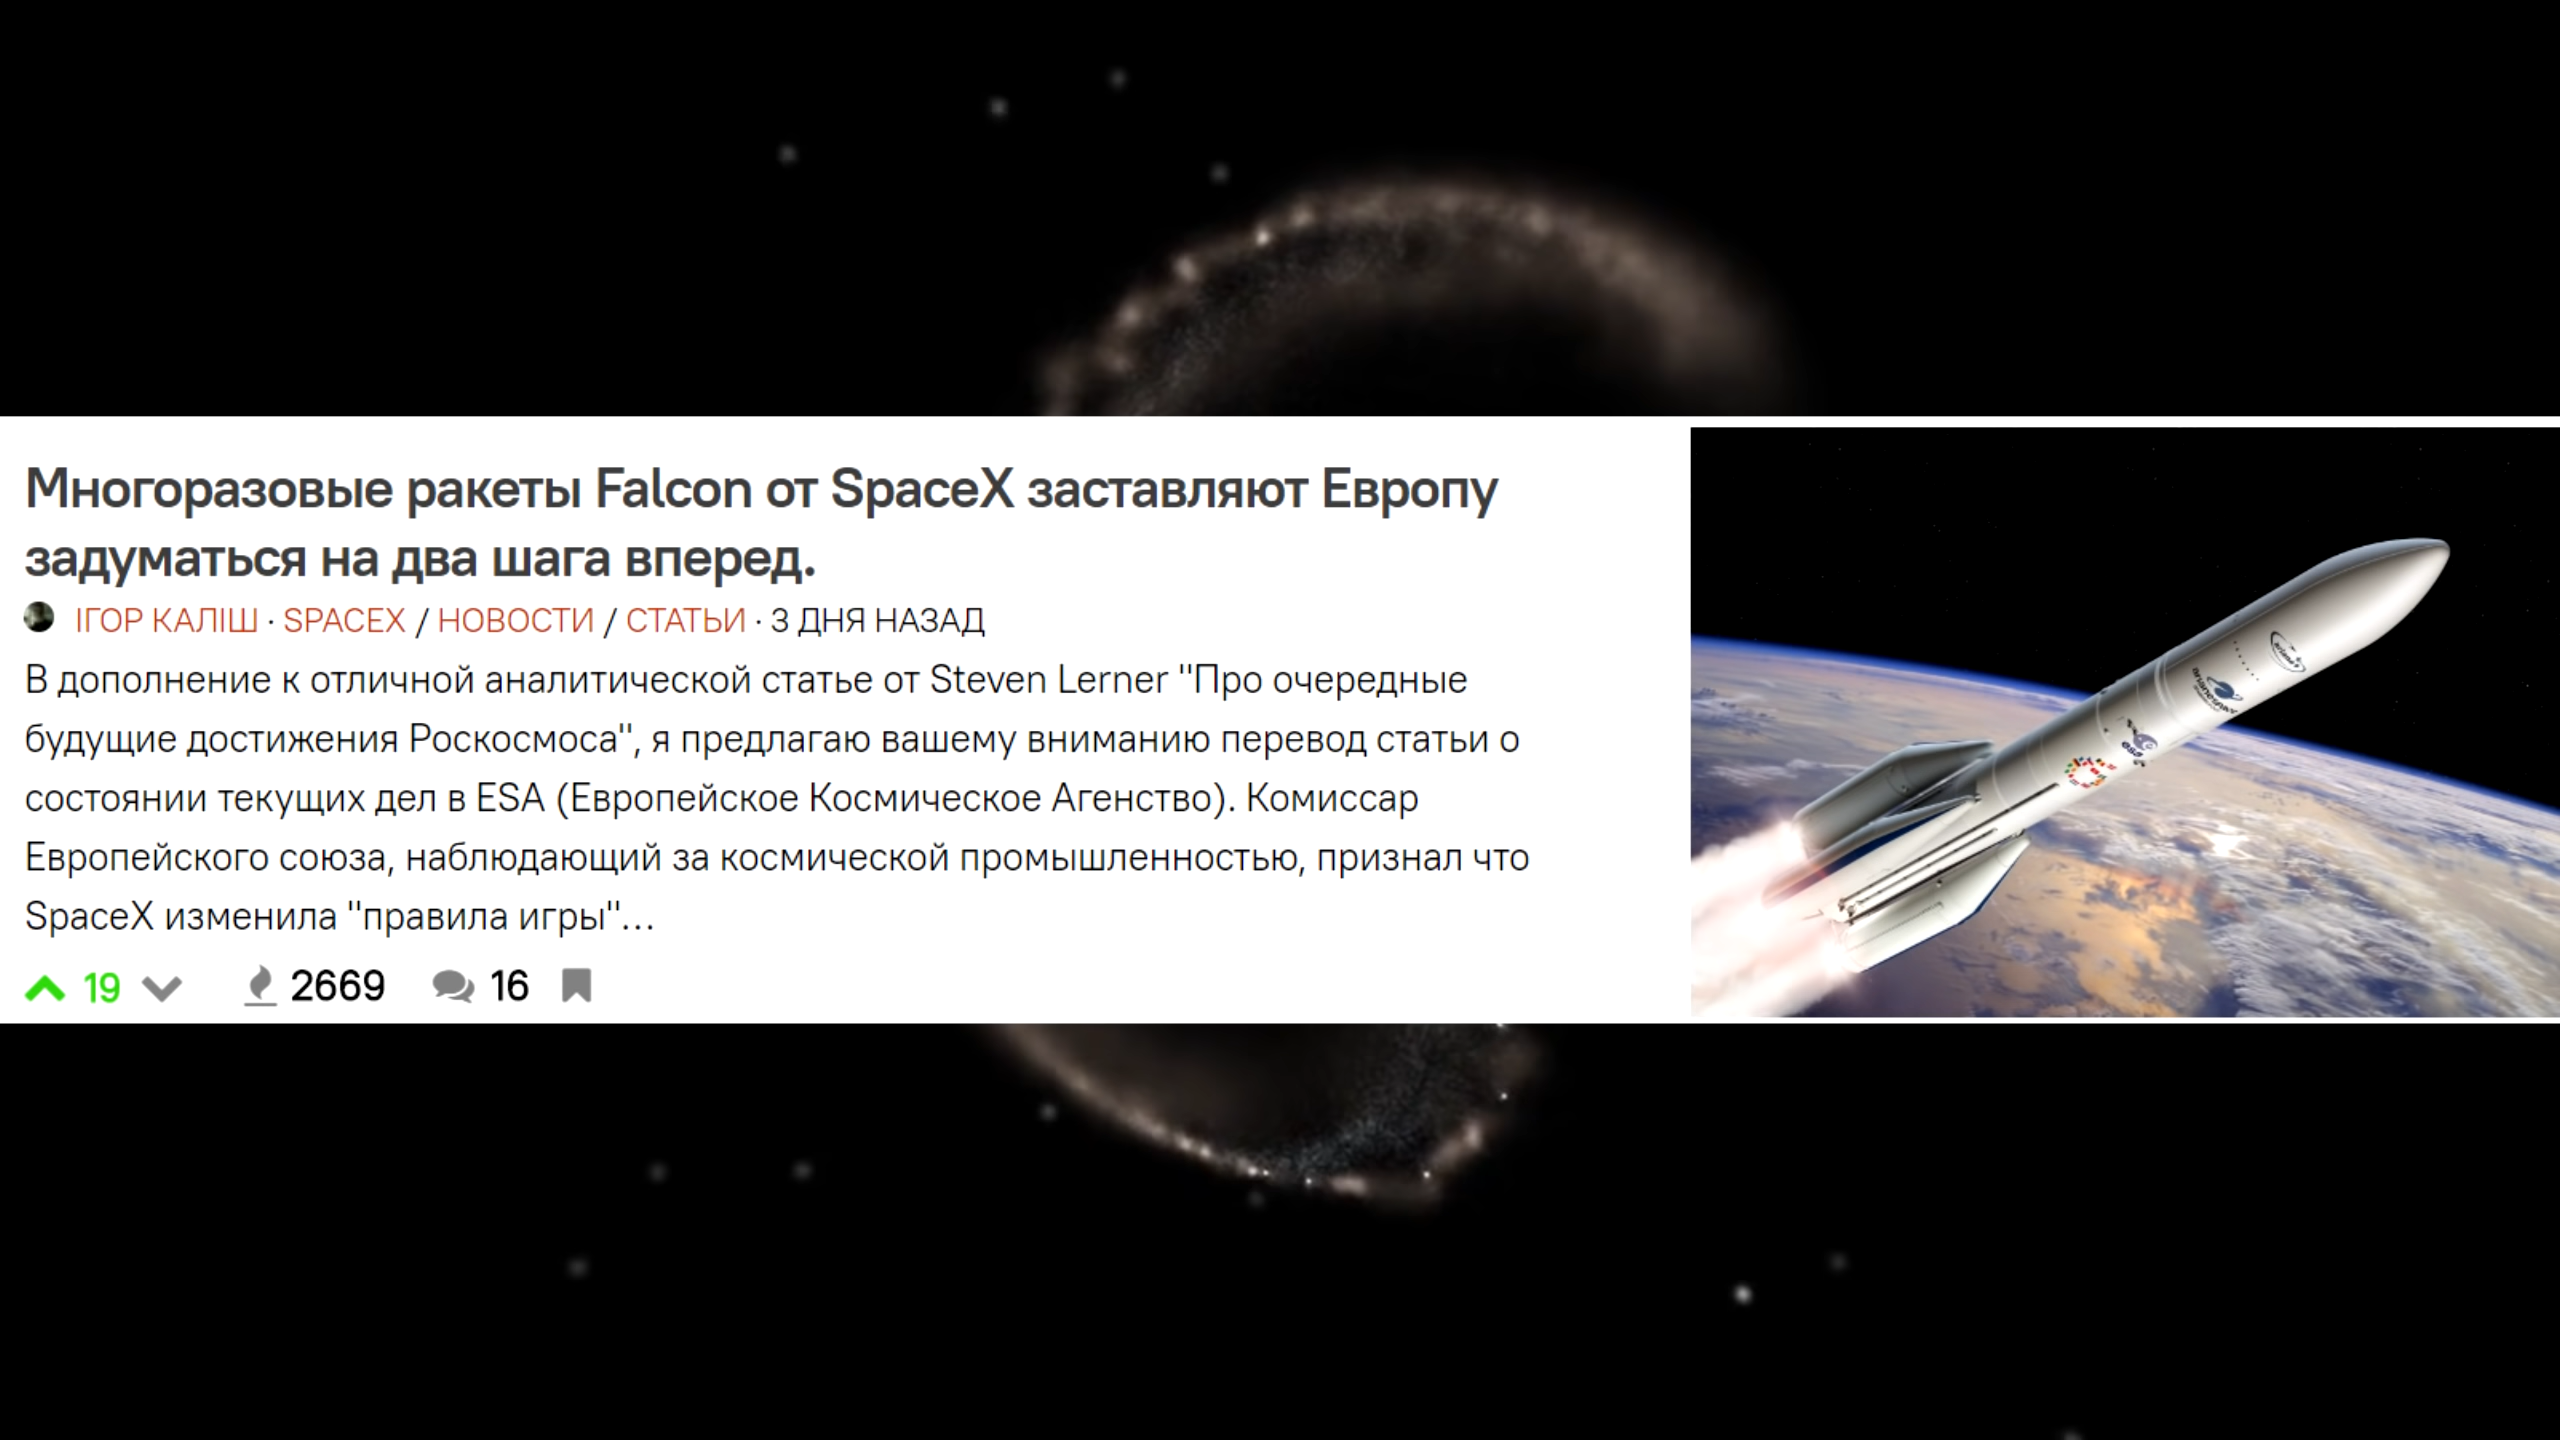 Многоразовые ракеты Falcon от SpaceX заставляют Европу
задуматься на два шага вперед.
ІГОР КАЛІШ · SPACEX / НОВОСТИ / СТАТЬИ · 3 ДНЯ НАЗАД
В дополнение к отличной аналитической статье от Steven Lerner "Про очередные
будущие достижения Роскосмоса", я предлагаю вашему вниманию перевод статьи о
состоянии текущих дел в ESA (Европейское Космическое Агенство). Комиссар
Европейского союза, наблюдающий за космической промышленностью, признал что
SpaceX изменила "правила игры"...
19 2669 16
esa